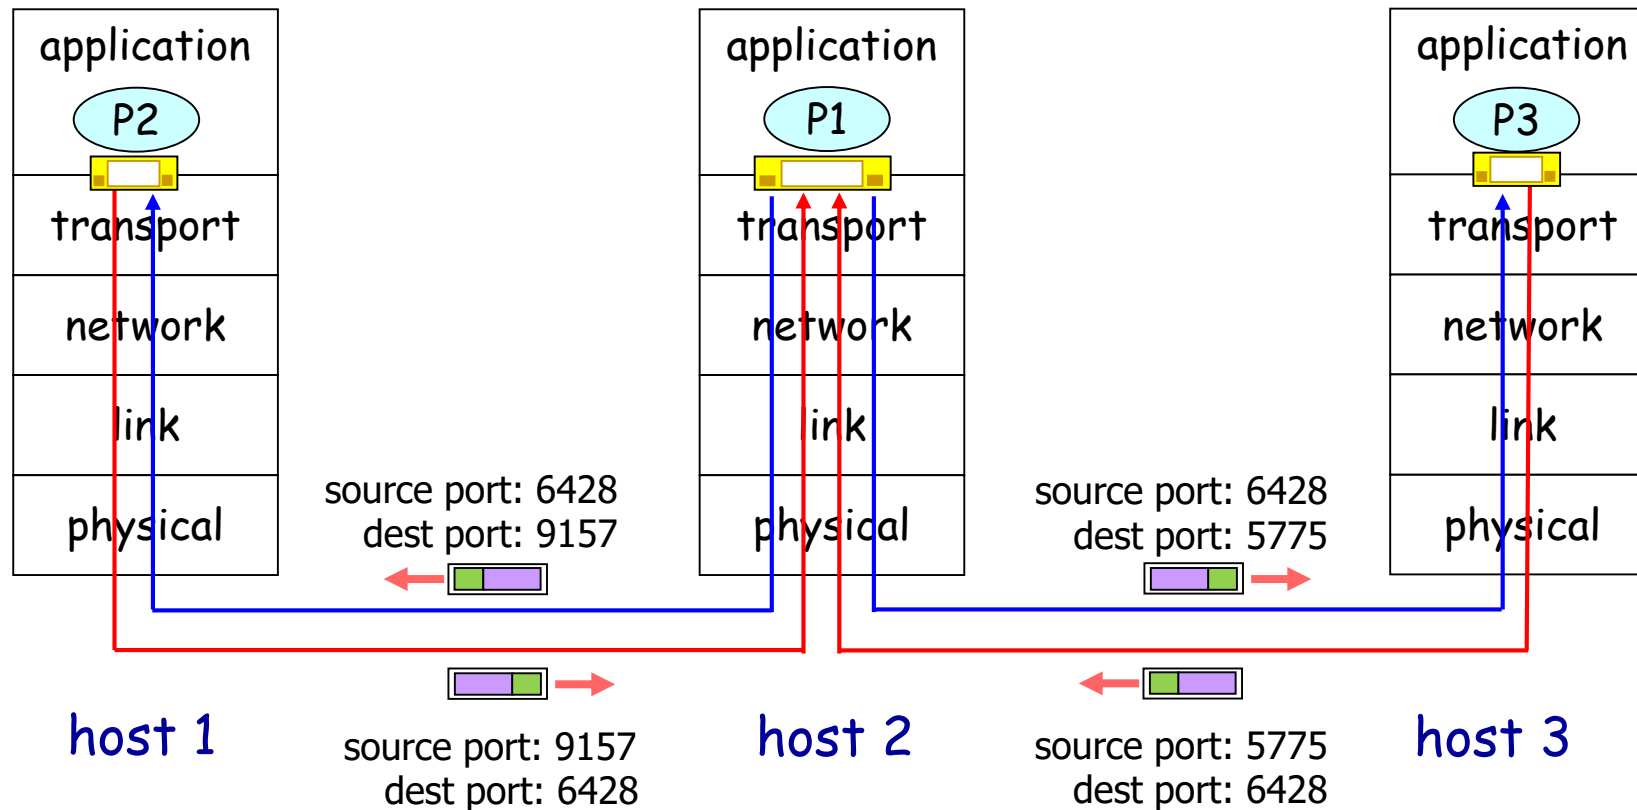 application
P2
transport
network
link
physical
application
P1
transport
network
link
physical
application
P3
transport
network
link
physical
source port: 6428
dest port: 9157
source port: 6428
dest port: 5775
host 1
source port: 9157
dest port: 6428
host 2
source port: 5775
dest port: 6428
host 3